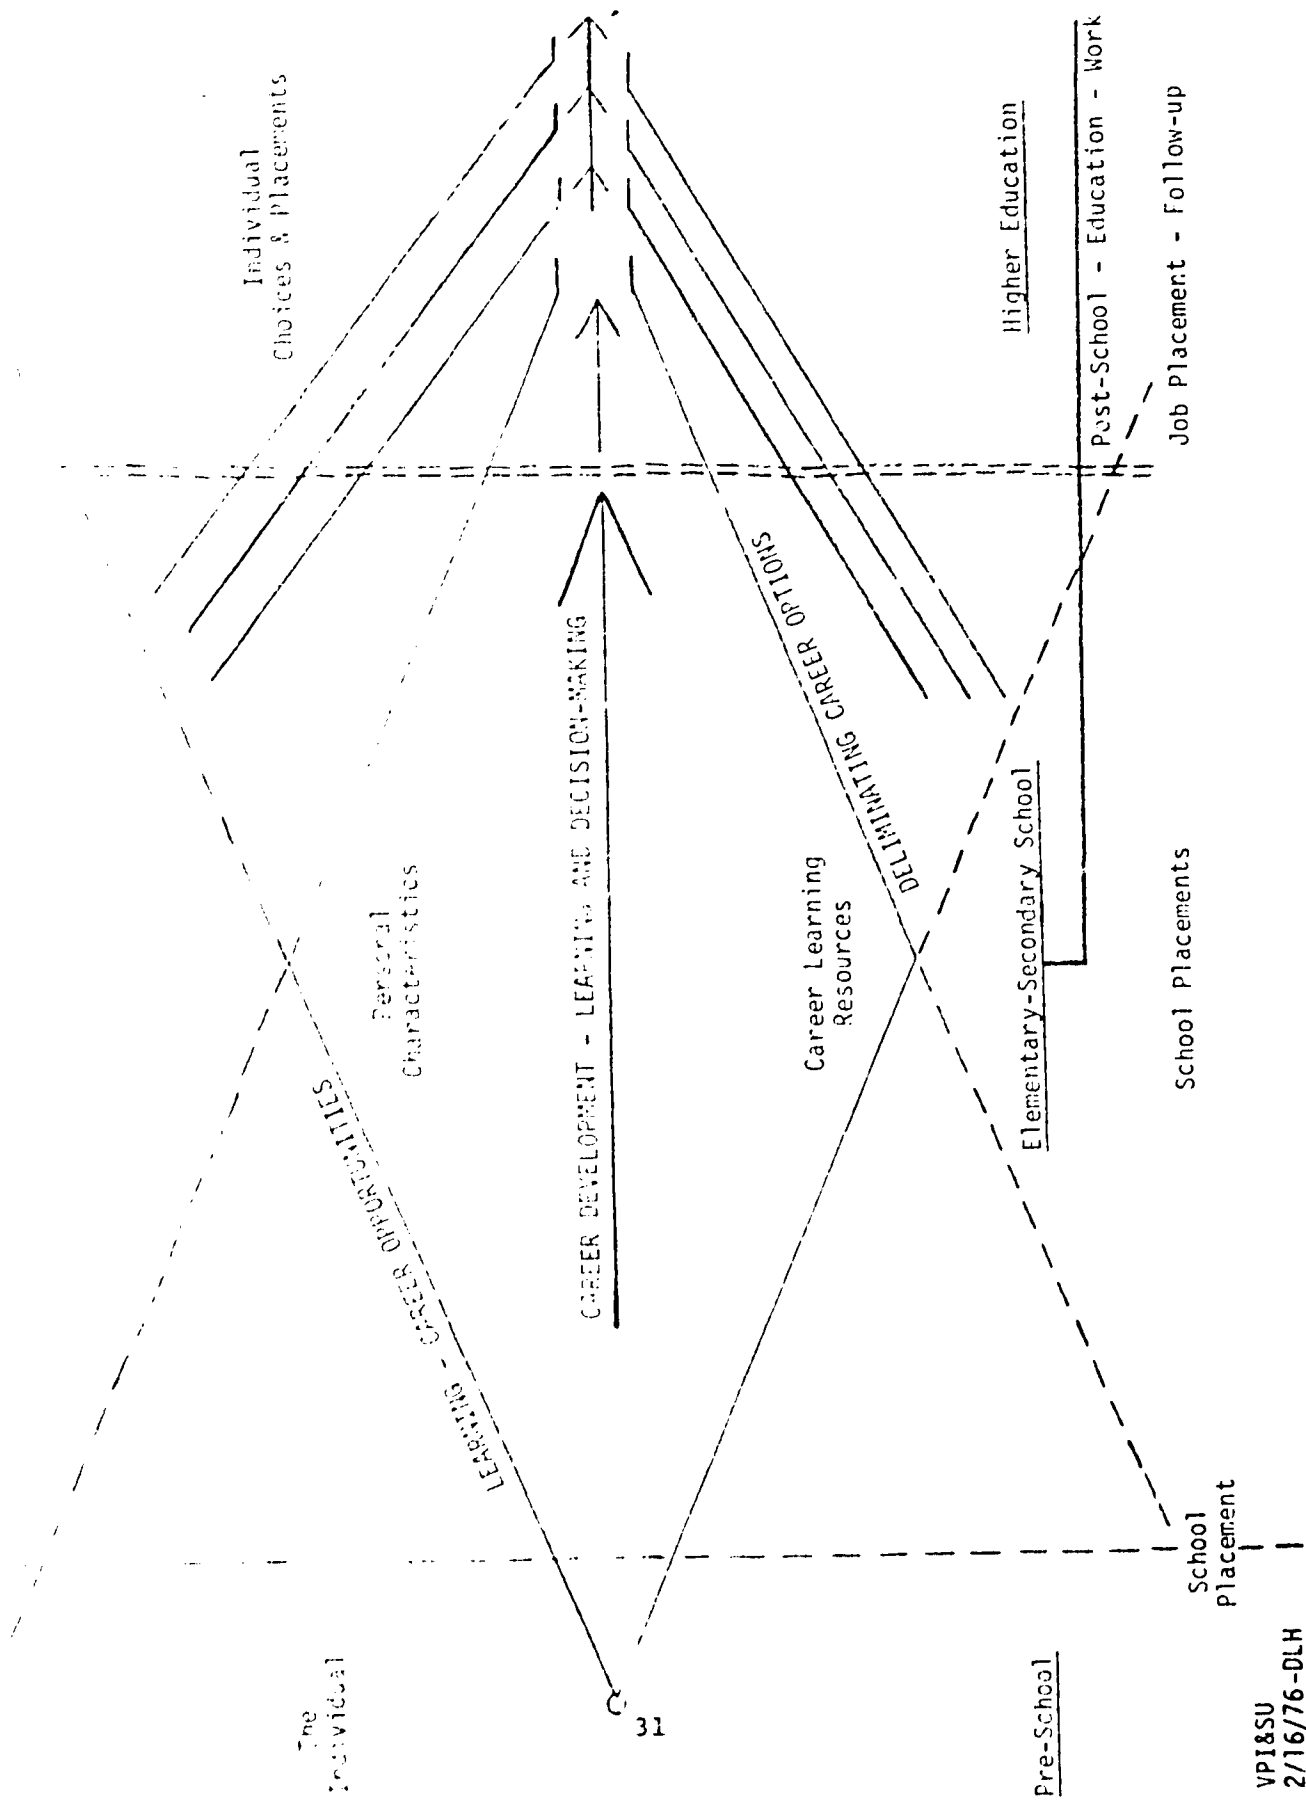 The
Individual
Individual
Choices & Placements
Personal
Characteristics
LEARNING - CAREER OPPORTUNITIES
CAREER DEVELOPMENT - LEARNING AND DECISION-MAKING
31
Career Learning
Resources
DELIMINATING CAREER OPTIONS
Pre-School
Elementary-Secondary School
Higher Education
Post-School - Education - Work
School
Placement
School Placements
Job Placement - Follow-up
VPI&SU
2/16/76-DLH